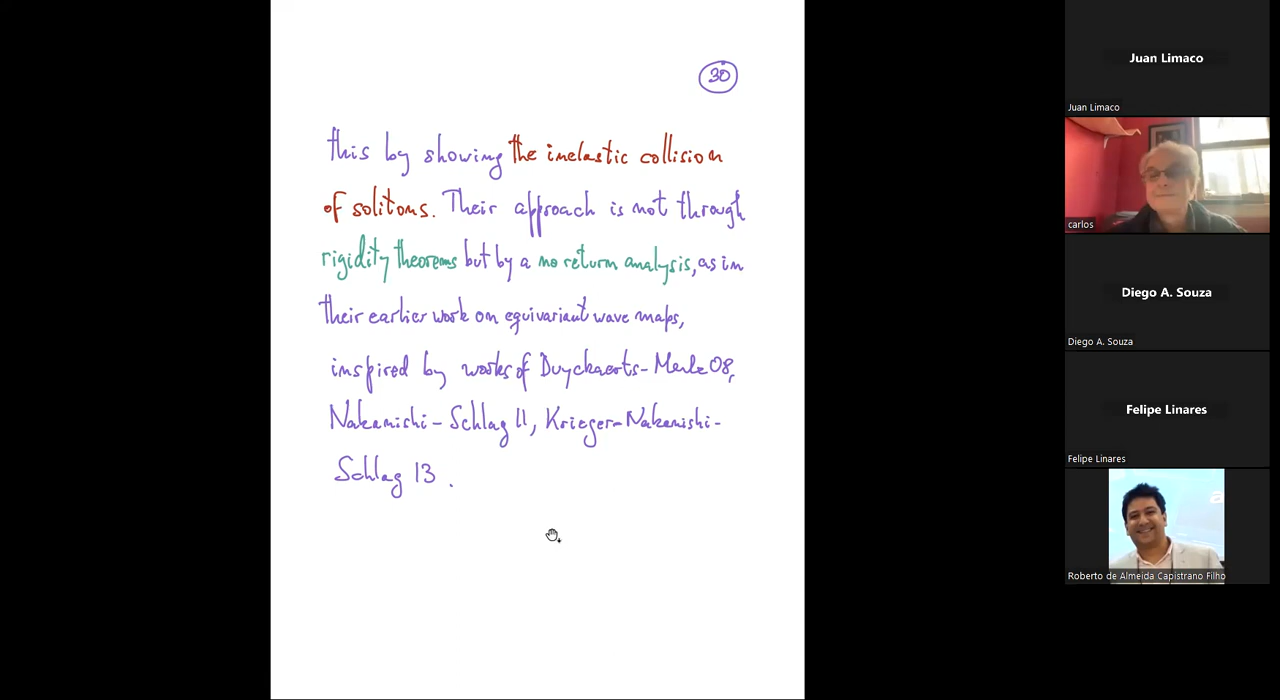 30
this by showing the inelastic collision
of solitons. Their approach is not through
rigidity theorems but by a no return analysis, as in
their earlier work on equivariant wave maps,
inspired by works of Duyckaerts-Merle 08,
Nakanishi-Schlag 11, Krieger-Nakanishi-
Schlag 13.
Juan Limaco
Juan Limaco
carlos
Diego A. Souza
Diego A. Souza
Felipe Linares
Felipe Linares
Roberto de Almeida Capistrano Filho